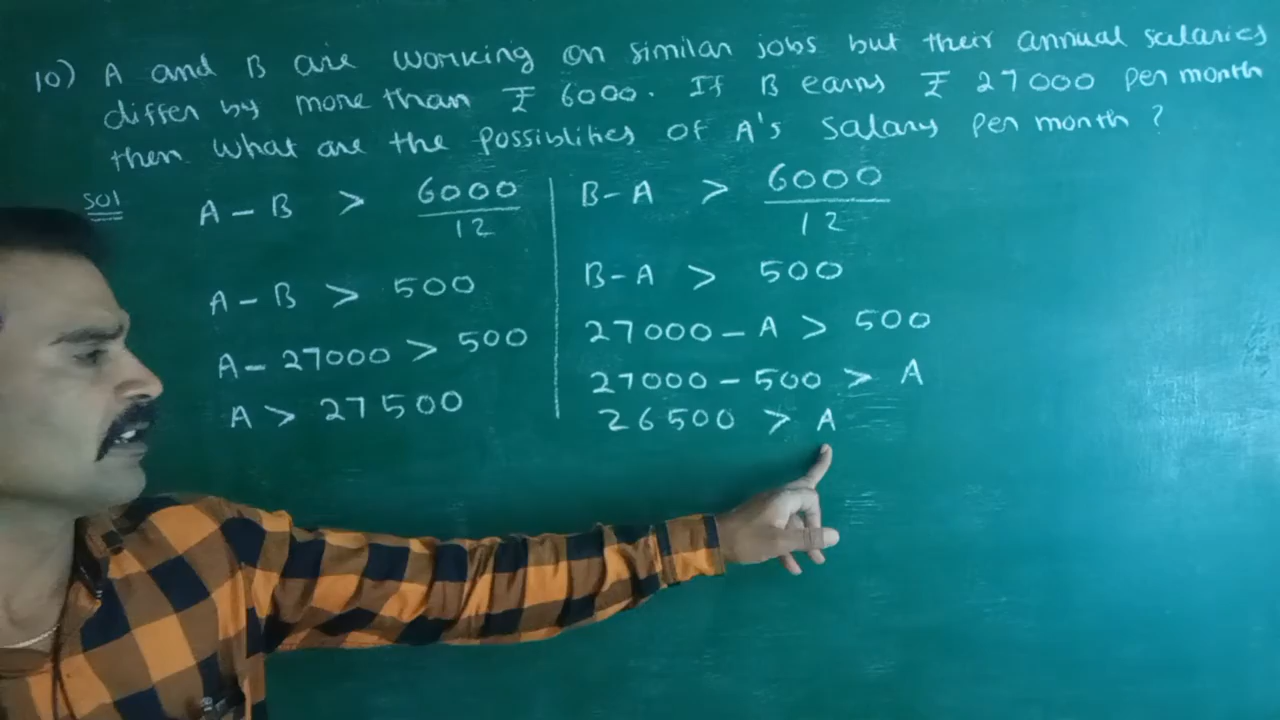 10) A and B are working on similar jobs but their annual salaries
differ by more than ₹ 6000. If B earns ₹ 27000 per month
then what are the possiblities of A's salary per month ?
Sol
A - B > 6000/12
A - B > 500
A - 27000 > 500
A > 27500
B - A > 6000/12
B - A > 500
27000 - A > 500
27000 - 500 > A
26500 > A